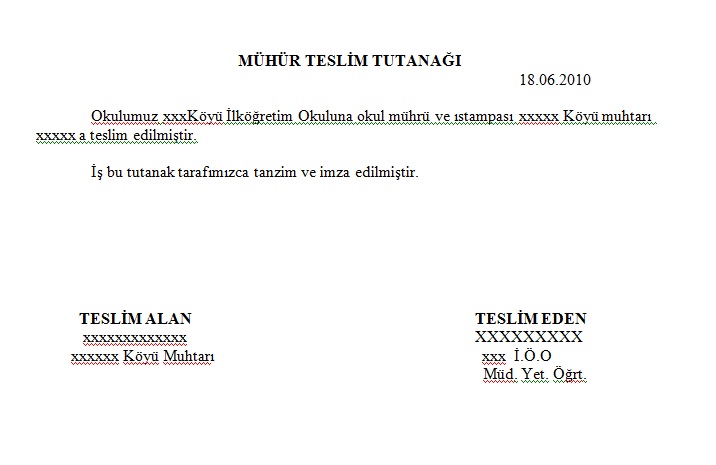 MÜHÜR TESLİM TUTANAĞI
18.06.2010
Okulumuz xxxKöyü İlköğretim Okuluna okul mührü ve ıstampası xxxxx Köyü muhtarı
xxxxx a teslim edilmiştir.
İş bu tutanak tarafımızca tanzim ve imza edilmiştir.
TESLİM ALAN
xxxxxxxxxxxxx
xxxxxx Köyü Muhtarı
TESLİM EDEN
XXXXXXXXX
xxx İ.Ö.O
Müd. Yet. Öğrt.